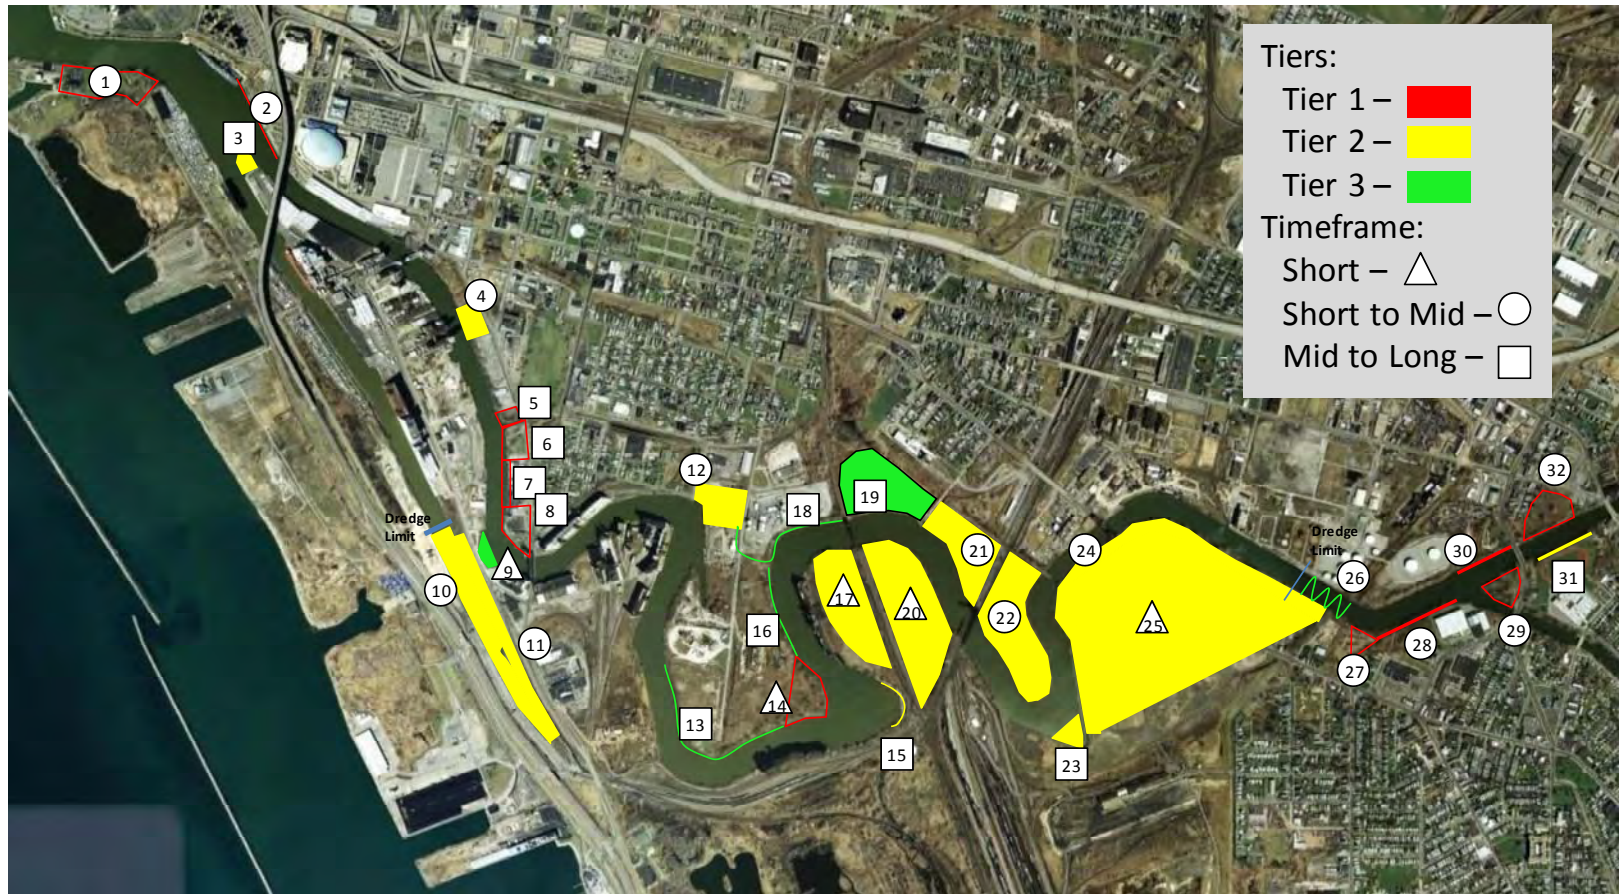 Tiers:
Tier 1 –
Tier 2 –
Tier 3 –
Timeframe:
Short –
Short to Mid –
Mid to Long –
1
2
3
4
5
6
7
8
Dredge
Limit
9
10
11
12
13
14
15
16
17
18
19
20
21
22
23
24
25
Dredge
Limit
26
27
28
29
30
31
32